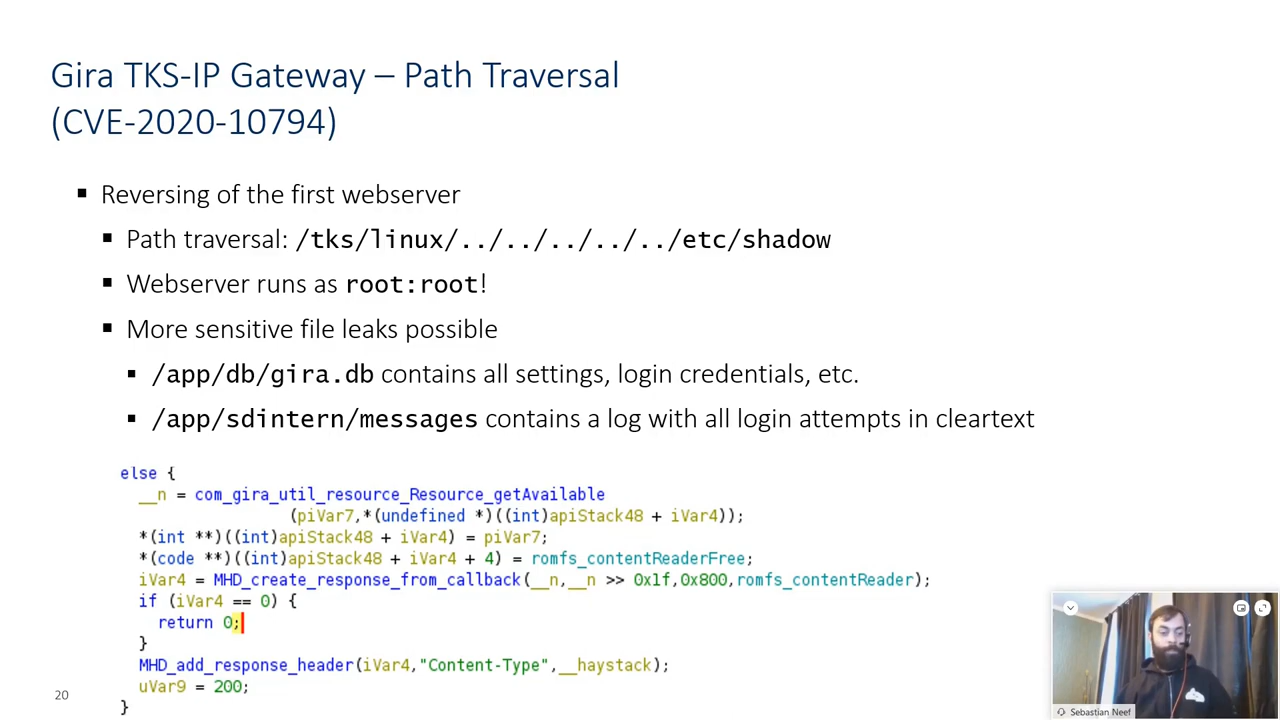 Gira TKS-IP Gateway – Path Traversal
(CVE-2020-10794)
▪ Reversing of the first webserver
▪ Path traversal: /tks/linux/../../../../../etc/shadow
▪ Webserver runs as root:root!
▪ More sensitive file leaks possible
▪ /app/db/gira.db contains all settings, login credentials, etc.
▪ /app/sdintern/messages contains a log with all login attempts in cleartext
else {
__n = com_gira_util_resource_Resource_getAvailable
(piVar7,*(undefined *)((int)apiStack48 + iVar4));
*(int **)((int)apiStack48 + iVar4) = piVar7;
*(code **)((int)apiStack48 + iVar4 + 4) = romfs_contentReaderFree;
iVar4 = MHD_create_response_from_callback(__n,__n >> 0x1f,0x800,romfs_contentReader);
if (iVar4 == 0) {
return 0;
}
MHD_add_response_header(iVar4,"Content-Type",__haystack);
uVar9 = 200;
}
20
Sebastian Neef